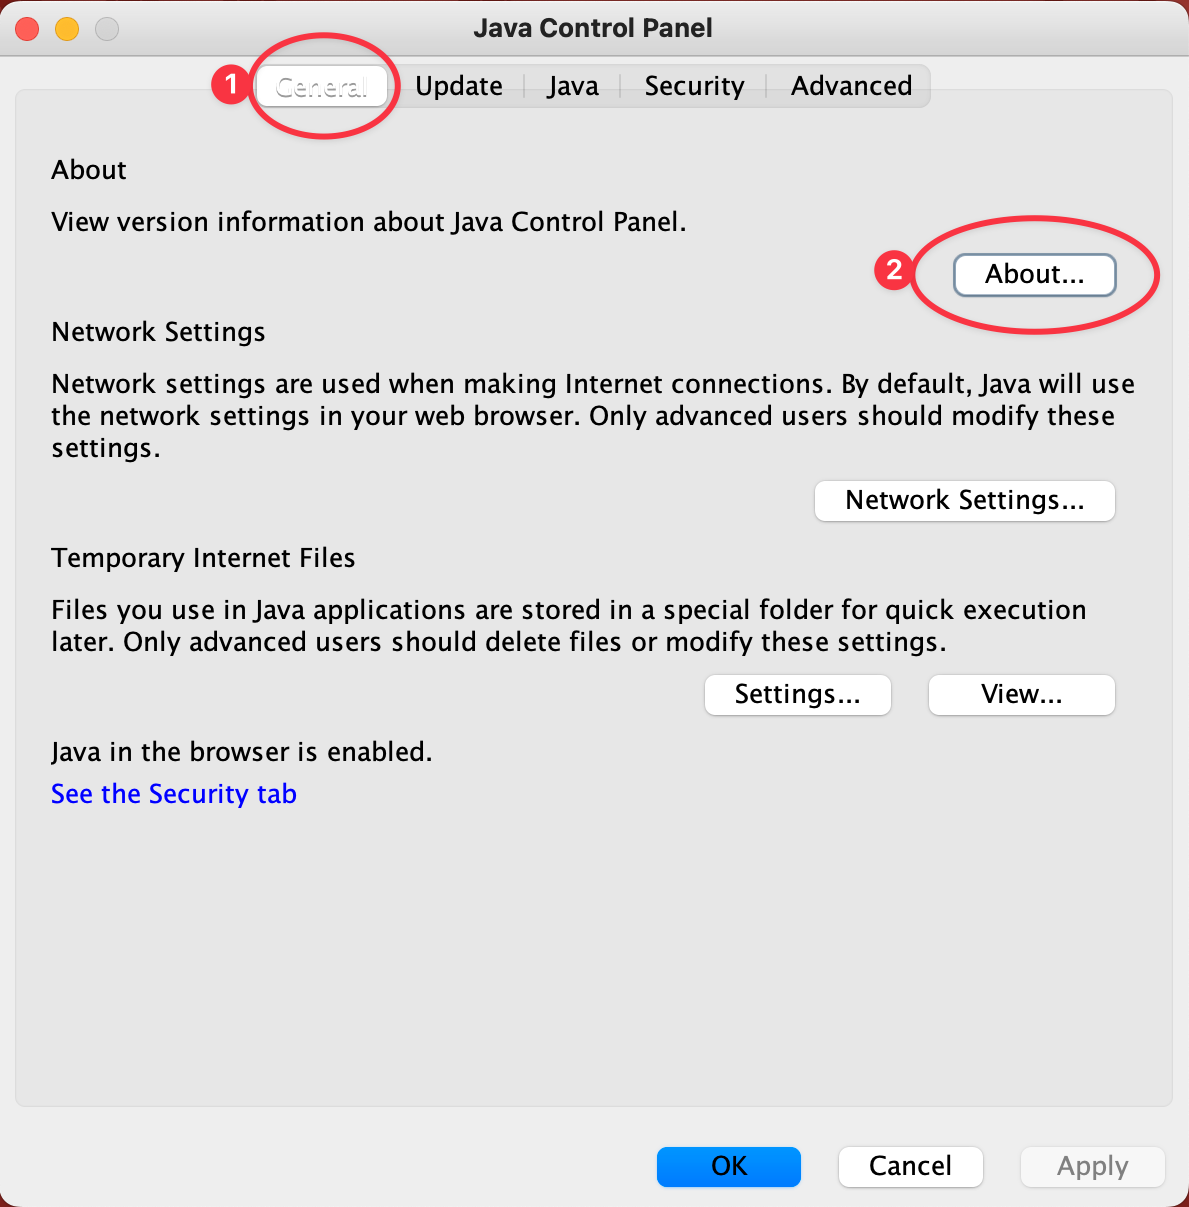 Java Control Panel
1 General Update Java Security Advanced
About
View version information about Java Control Panel.
2 About...
Network Settings
Network settings are used when making Internet connections. By default, Java will use
the network settings in your web browser. Only advanced users should modify these
settings.
Network Settings...
Temporary Internet Files
Files you use in Java applications are stored in a special folder for quick execution
later. Only advanced users should delete files or modify these settings.
Settings... View...
Java in the browser is enabled.
See the Security tab
OK Cancel Apply